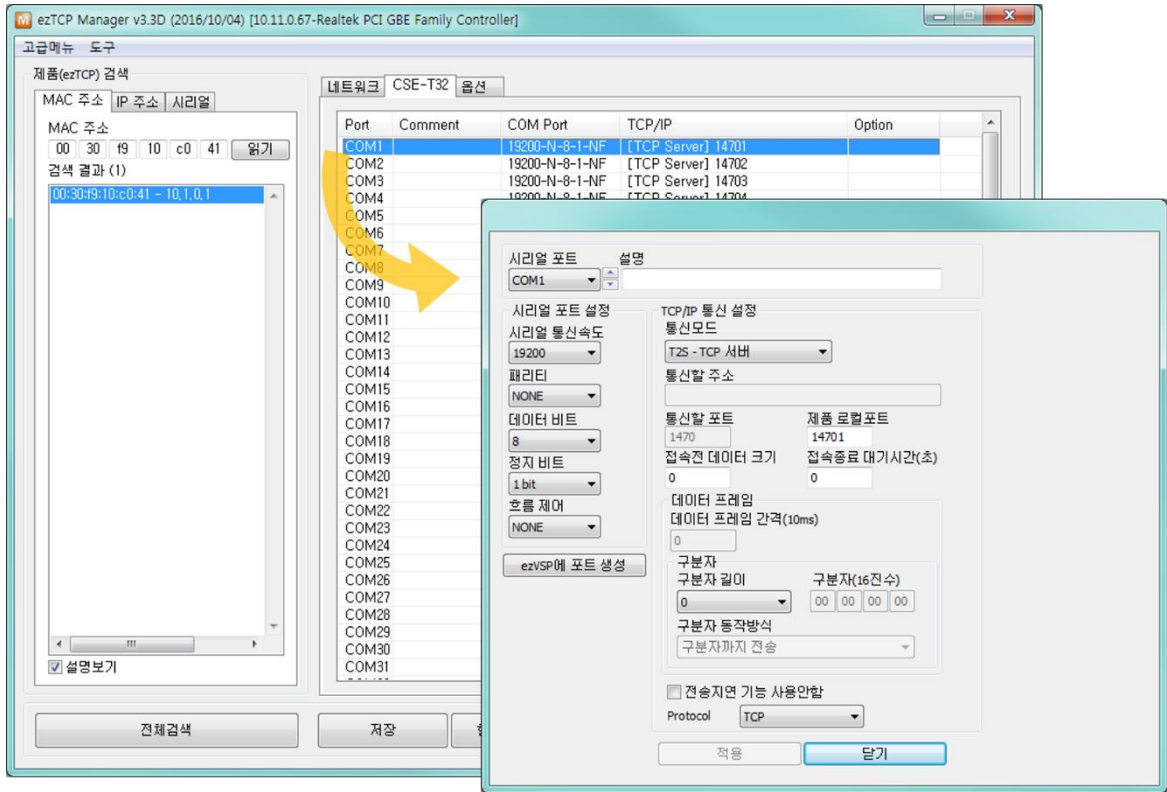 ezTCP Manager v3.3D (2016/10/04) [10.11.0.67-Realtek PCI GBE Family Controller]
고급메뉴 도구
제품(ezTCP) 검색
MAC 주소 IP 주소 시리얼
MAC 주소
00 30 f9 10 c0 41 읽기
검색 결과 (1)
00:30:f9:10:c0:41 - 10.1.0.1
설명보기
전체검색
네트워크 CSE-T32 옵션
Port Comment COM Port TCP/IP Option
COM1 19200-N-8-1-NF [TCP Server] 14701
COM2 19200-N-8-1-NF [TCP Server] 14702
COM3 19200-N-8-1-NF [TCP Server] 14703
COM4 19200-N-8-1-NF [TCP Server] 14704
COM5
COM6
COM7
COM8
COM9
COM10
COM11
COM12
COM13
COM14
COM15
COM16
COM17
COM18
COM19
COM20
COM21
COM22
COM23
COM24
COM25
COM26
COM27
COM28
COM29
COM30
COM31
저장
시리얼 포트 설명
COM1
시리얼 포트 설정
시리얼 통신속도
19200
패리티
NONE
데이터 비트
8
정지 비트
1 bit
흐름 제어
NONE
ezVSP에 포트 생성
TCP/IP 통신 설정
통신모드
T2S - TCP 서버
통신할 주소
통신할 포트 제품 로컬포트
1470 14701
접속전 데이터 크기 접속종료 대기시간(초)
0 0
데이터 프레임
데이터 프레임 간격(10ms)
0
구분자
구분자 길이 구분자(16진수)
0 00 00 00 00
구분자 동작방식
구분자까지 전송
전송지연 기능 사용안함
Protocol TCP
적용 닫기